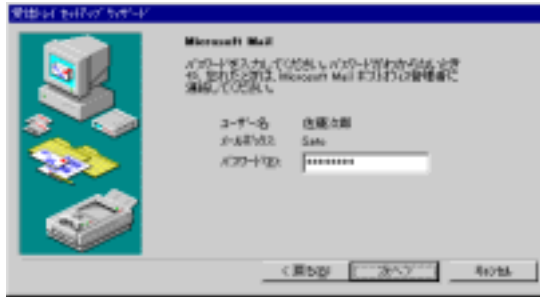 受信トレイ セットアップ ウィザード
Microsoft Mail
パスワードを入力してください。パスワードがわからないとき
や、忘れたときは、Microsoft Mail ポストオフィス管理者に
連絡してください。
ユーザー名 佐藤次郎
メールボックス: Sato
パスワード(P): ********
< 戻る(B) 次へ > キャンセル